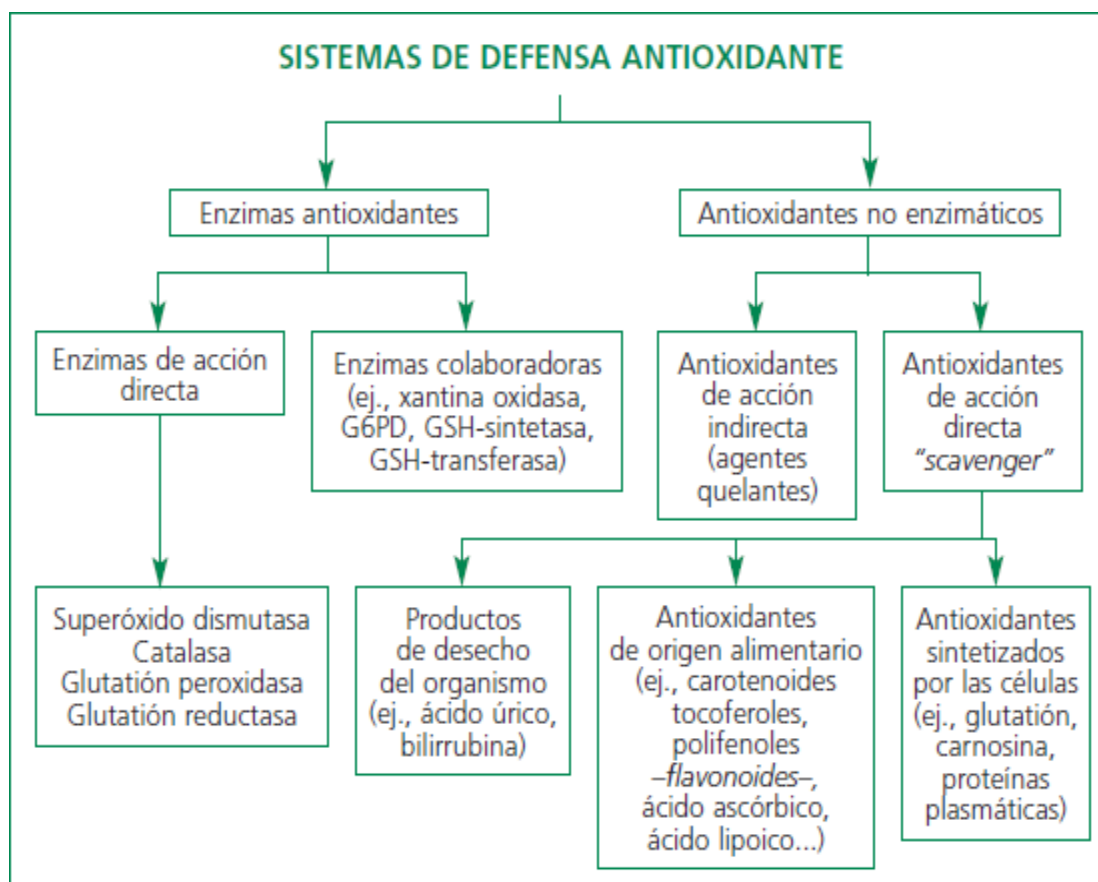 SISTEMAS DE DEFENSA ANTIOXIDANTE
Enzimas antioxidantes
Antioxidantes no enzimáticos
Enzimas de acción
directa
Enzimas colaboradoras
(ej., xantina oxidasa,
G6PD, GSH-sintetasa,
GSH-transferasa)
Antioxidantes
de acción
indirecta
(agentes
quelantes)
Antioxidantes
de acción
directa
“scavenger”
Superóxido dismutasa
Catalasa
Glutatión peroxidasa
Glutatión reductasa
Productos
de desecho
del organismo
(ej., ácido úrico,
bilirrubina)
Antioxidantes
de origen alimentario
(ej., carotenoides
tocoferoles,
polifenoles
–flavonoides–,
ácido ascórbico,
ácido lipoico...)
Antioxidantes
sintetizados
por las células
(ej., glutatión,
carnosina,
proteínas
plasmáticas)